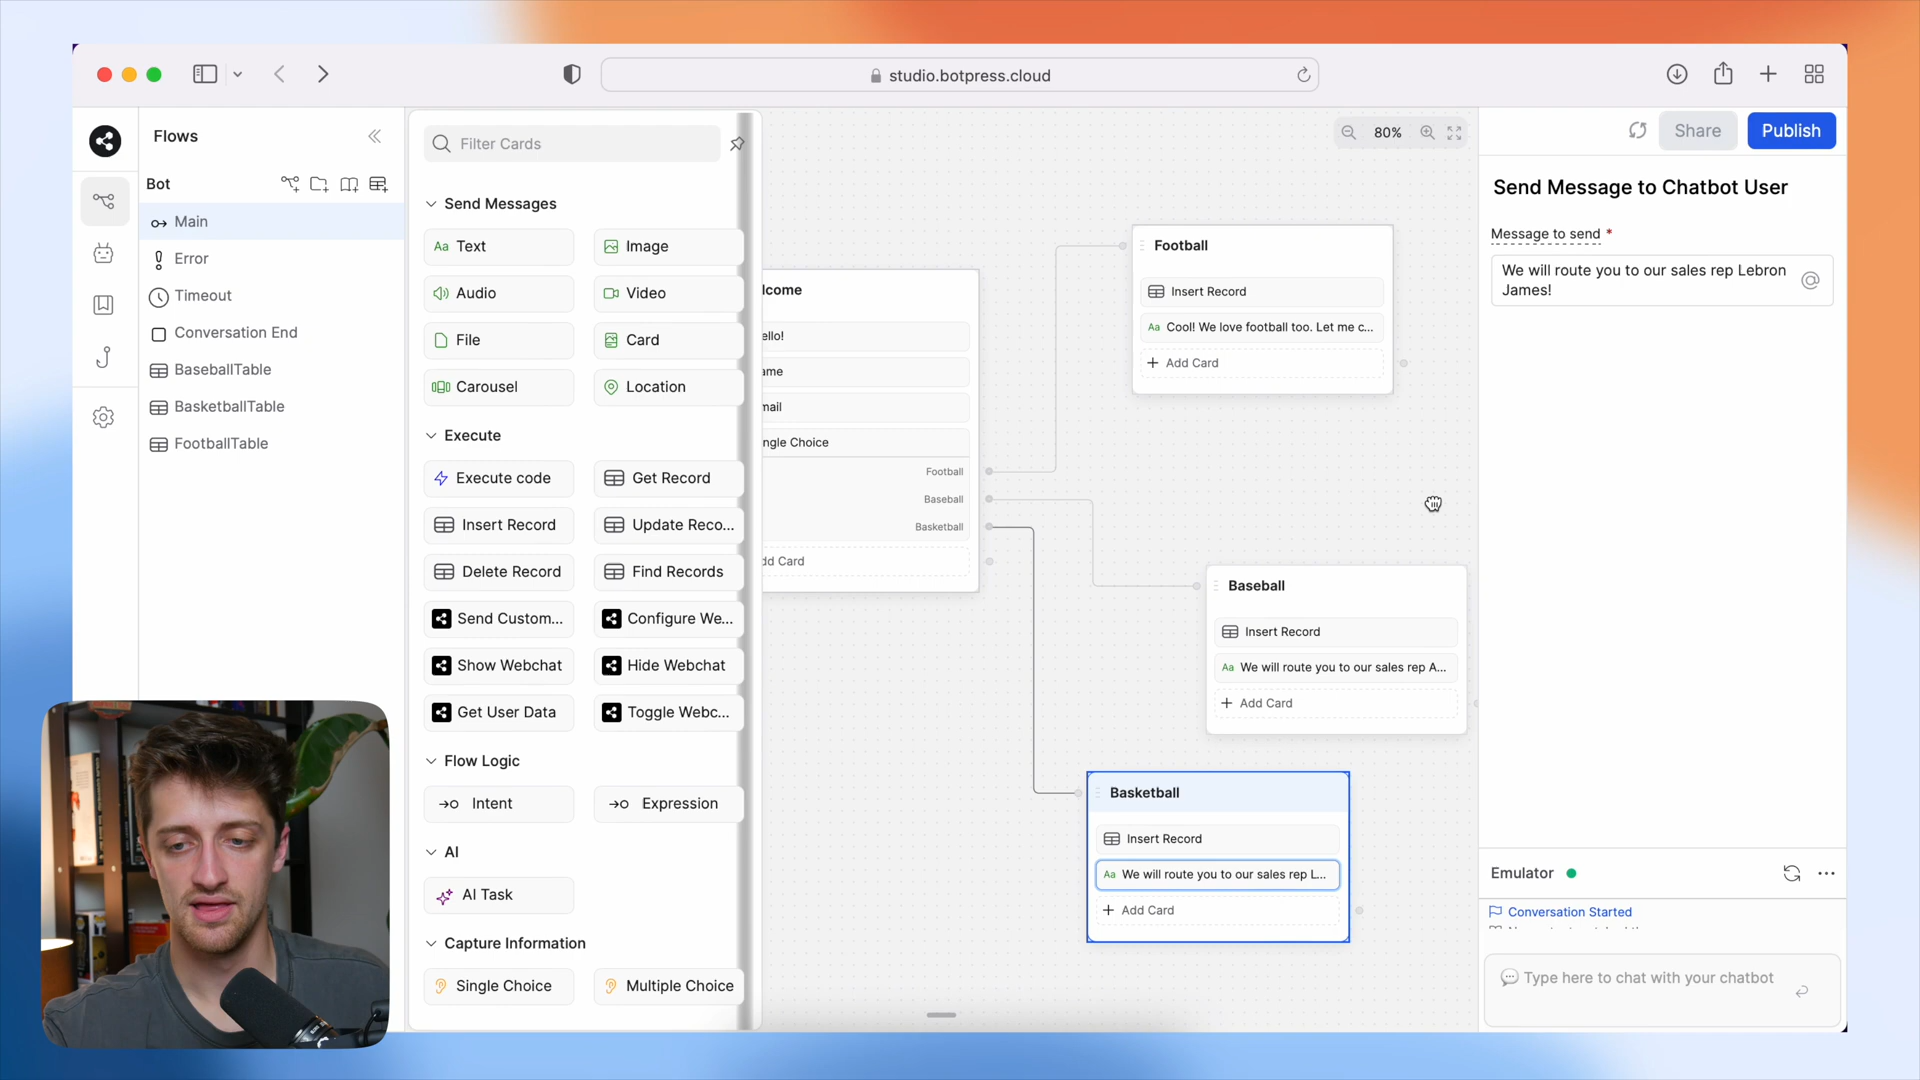 studio.botpress.cloud
Flows
Bot
Main
Error
Timeout
Conversation End
BaseballTable
BasketballTable
FootballTable
Filter Cards
Send Messages
Text
Image
Audio
Video
File
Card
Carousel
Location
Execute
Execute code
Get Record
Insert Record
Update Reco...
Delete Record
Find Records
Send Custom...
Configure We...
Show Webchat
Hide Webchat
Get User Data
Toggle Webc...
Flow Logic
Intent
Expression
AI
AI Task
Capture Information
Single Choice
Multiple Choice
lcome
ello!
ame
mail
ngle Choice
Football
Baseball
Basketball
dd Card
80%
Football
Insert Record
Aa Cool! We love football too. Let me c...
+ Add Card
Baseball
Insert Record
Aa We will route you to our sales rep A...
+ Add Card
Basketball
Insert Record
Aa We will route you to our sales rep L...
+ Add Card
Share
Publish
Send Message to Chatbot User
Message to send *
We will route you to our sales rep Lebron
James!
Emulator
Conversation Started
Type here to chat with your chatbot